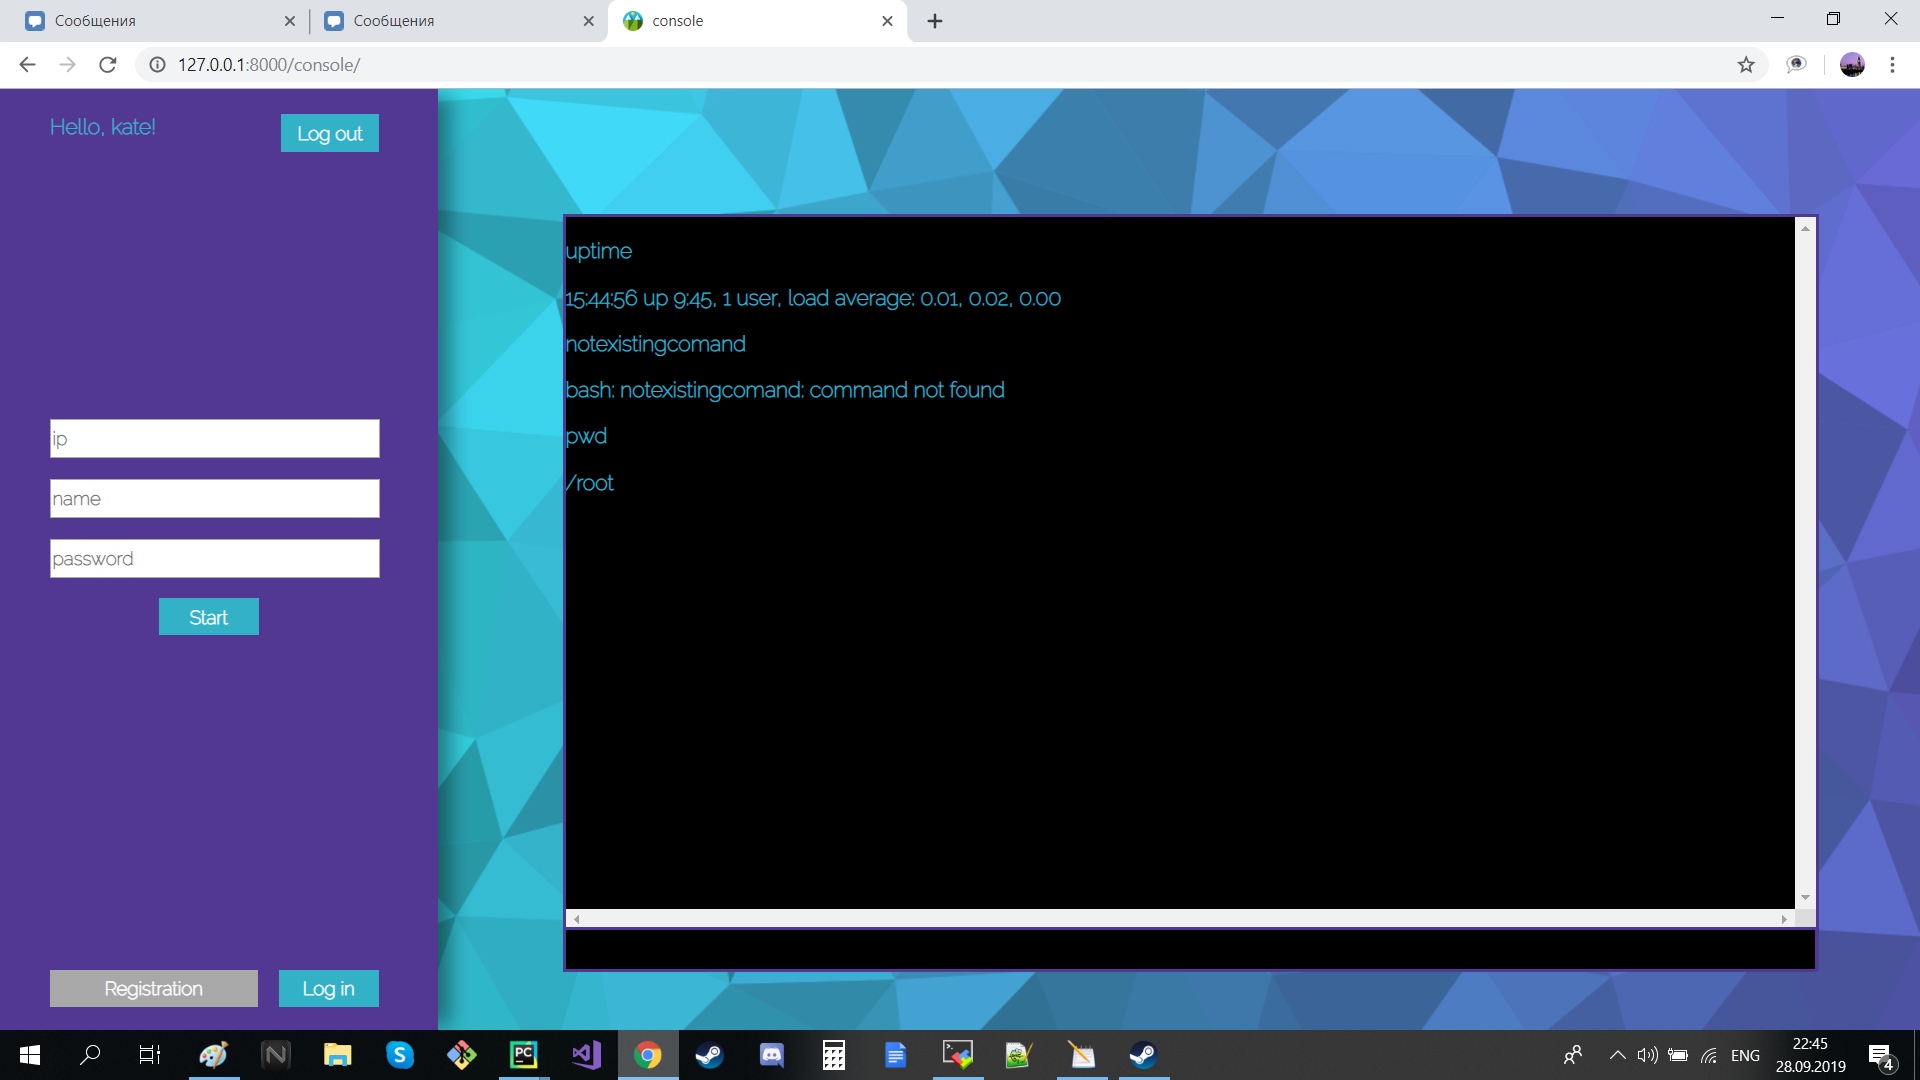 Сообщения
Сообщения
console
127.0.0.1:8000/console/
Hello, kate!
Log out
ip
name
password
Start
Registration
Log in
uptime
15:44:56 up 9:45, 1 user, load average: 0.01, 0.02, 0.00
notexistingcomand
bash: notexistingcomand: command not found
pwd
/root
PC
ENG
22:45
28.09.2019
4